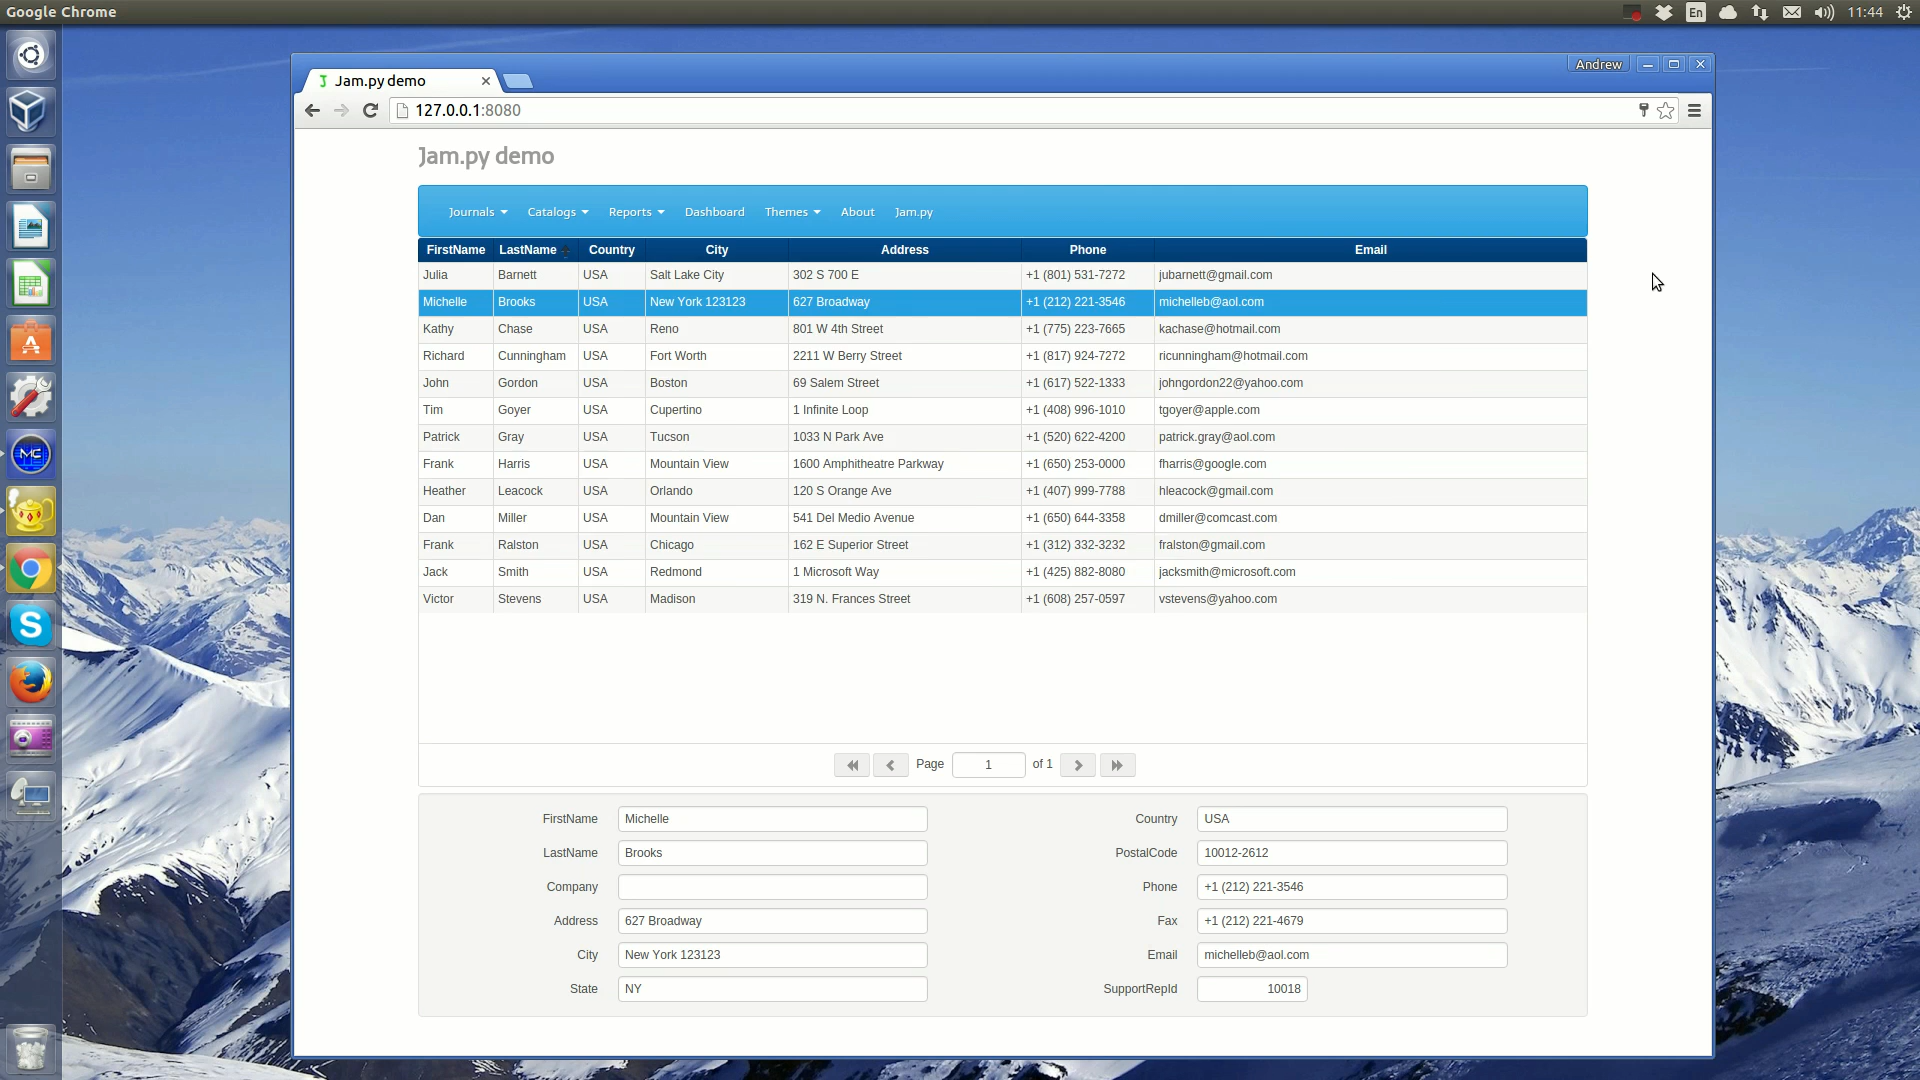 Google Chrome
En
11:44
Andrew
Jam.py demo
127.0.0.1:8080
Jam.py demo
Journals Catalogs Reports Dashboard Themes About Jam.py
FirstName LastName Country City Address Phone Email
Julia Barnett USA Salt Lake City 302 S 700 E +1 (801) 531-7272 jubarnett@gmail.com
Michelle Brooks USA New York 123123 627 Broadway +1 (212) 221-3546 michelleb@aol.com
Kathy Chase USA Reno 801 W 4th Street +1 (775) 223-7665 kachase@hotmail.com
Richard Cunningham USA Fort Worth 2211 W Berry Street +1 (817) 924-7272 ricunningham@hotmail.com
John Gordon USA Boston 69 Salem Street +1 (617) 522-1333 johngordon22@yahoo.com
Tim Goyer USA Cupertino 1 Infinite Loop +1 (408) 996-1010 tgoyer@apple.com
Patrick Gray USA Tucson 1033 N Park Ave +1 (520) 622-4200 patrick.gray@aol.com
Frank Harris USA Mountain View 1600 Amphitheatre Parkway +1 (650) 253-0000 fharris@google.com
Heather Leacock USA Orlando 120 S Orange Ave +1 (407) 999-7788 hleacock@gmail.com
Dan Miller USA Mountain View 541 Del Medio Avenue +1 (650) 644-3358 dmiller@comcast.com
Frank Ralston USA Chicago 162 E Superior Street +1 (312) 332-3232 fralston@gmail.com
Jack Smith USA Redmond 1 Microsoft Way +1 (425) 882-8080 jacksmith@microsoft.com
Victor Stevens USA Madison 319 N. Frances Street +1 (608) 257-0597 vstevens@yahoo.com
Page 1 of 1
FirstName Michelle Country USA
LastName Brooks PostalCode 10012-2612
Company Phone +1 (212) 221-3546
Address 627 Broadway Fax +1 (212) 221-4679
City New York 123123 Email michelleb@aol.com
State NY SupportRepId 10018